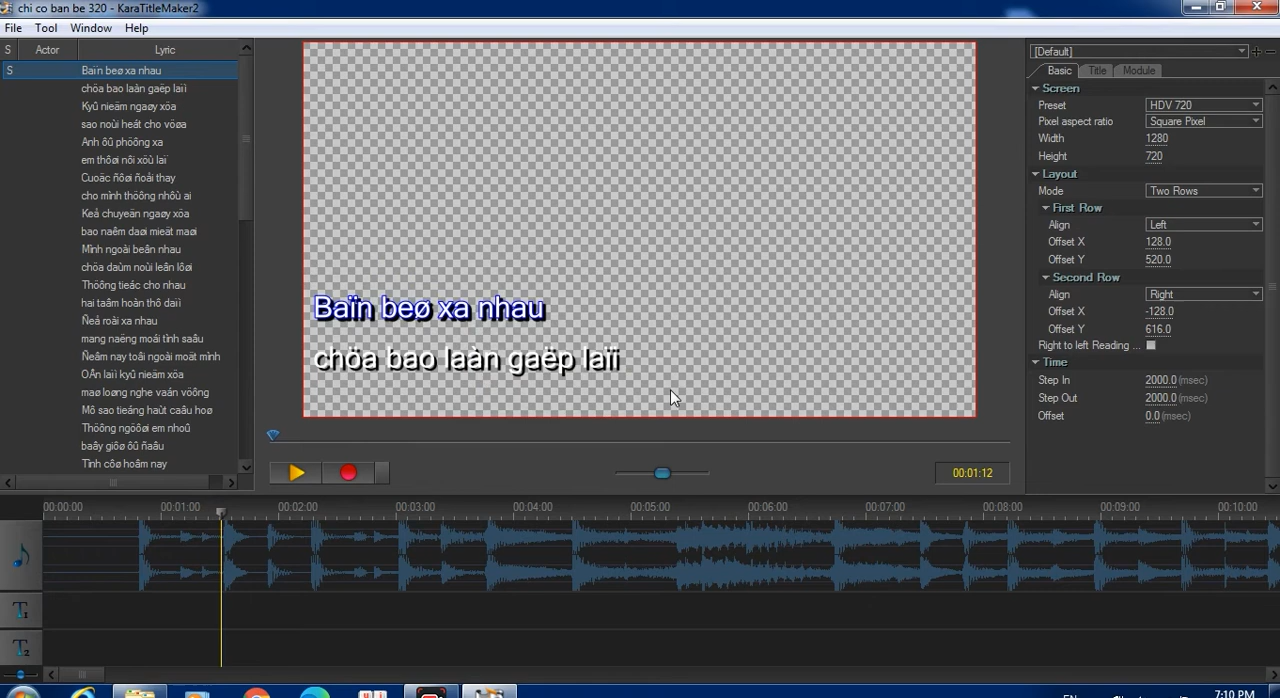 chi co ban be 320 - KaraTitleMaker2
File Tool Window Help
S Actor Lyric
S Baïn beø xa nhau
chöa bao laàn gaëp laïi
Kyû nieäm ngaøy xöa
sao noùi heát cho vöøa
Anh ôû phöông xa
em thôøi nôi xöù laï
Cuoäc ñôøi ñoåi thay
cho mình thöông nhôù ai
Keå chuyeän ngaøy xöa
bao naêm daøi mieät maøi
Mình ngoài beân nhau
chöa daùm noùi leân lôøi
Thöông tieác cho nhau
hai taâm hoàn thô daïi
Ñeå roài xa nhau
mang naëng moái tình saâu
Ñeâm nay toâi ngoài moät mình
OÂn laïi kyû nieäm xöa
maø loøng nghe vaán vöông
Mô sao tieáng haùt caâu hoø
Thöông ngöôøi em nhoû
baây giôø ôû ñaâu
Tình côø hoâm nay
Baïn beø xa nhau
chöa bao laàn gaëp laïi
00:01:12
[Default]
Basic Title Module
Screen
Preset HDV 720
Pixel aspect ratio Square Pixel
Width 1280
Height 720
Layout
Mode Two Rows
First Row
Align Left
Offset X 128.0
Offset Y 520.0
Second Row
Align Right
Offset X -128.0
Offset Y 616.0
Right to left Reading ...
Time
Step In 2000.0 (msec)
Step Out 2000.0 (msec)
Offset 0.0 (msec)
00:00:00 00:01:00 00:02:00 00:03:00 00:04:00 00:05:00 00:06:00 00:07:00 00:08:00 00:09:00 00:10:00
T1
T2
7:10 PM